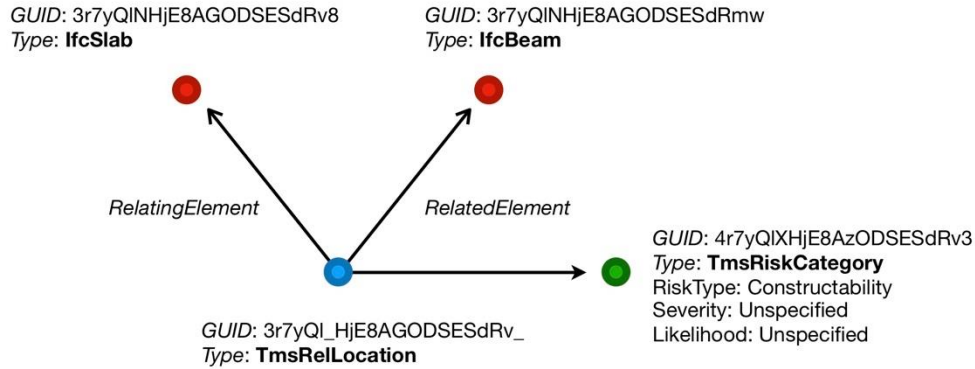 GUID: 3r7yQlNHjE8AGODSESdRv8
Type: IfcSlab
GUID: 3r7yQlNHjE8AGODSESdRmw
Type: IfcBeam
RelatingElement
RelatedElement
GUID: 4r7yQlXHjE8AzODSESdRv3
Type: TmsRiskCategory
RiskType: Constructability
Severity: Unspecified
Likelihood: Unspecified
GUID: 3r7yQl_HjE8AGODSESdRv_
Type: TmsRelLocation